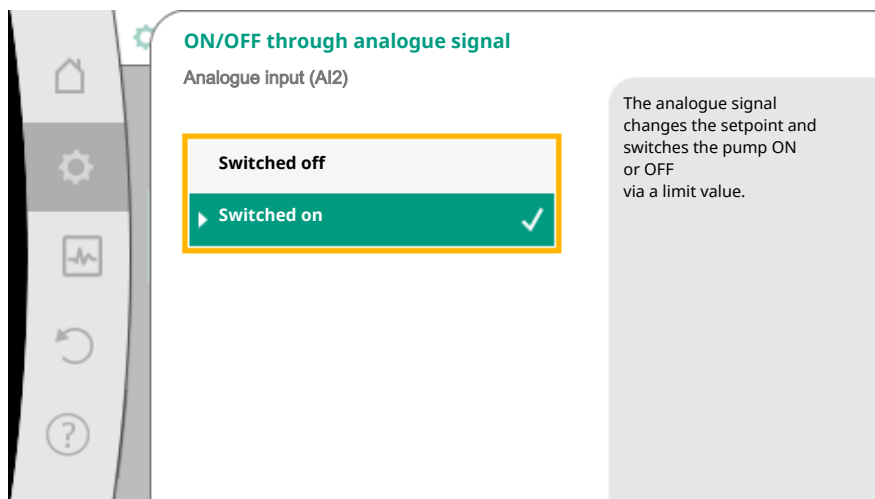 ON/OFF through analogue signal
Analogue input (AI2)
Switched off
Switched on
The analogue signal
changes the setpoint and
switches the pump ON
or OFF
via a limit value.
?